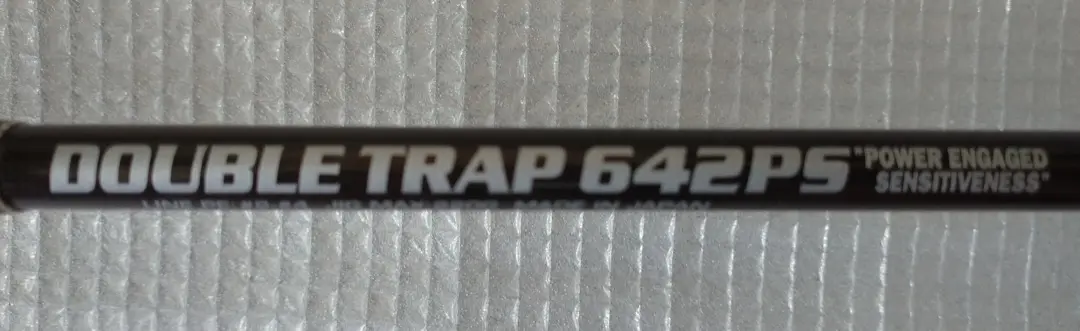 DOUBLE TRAP 642PS "POWER ENGAGED
SENSITIVENESS"
MADE IN JAPAN